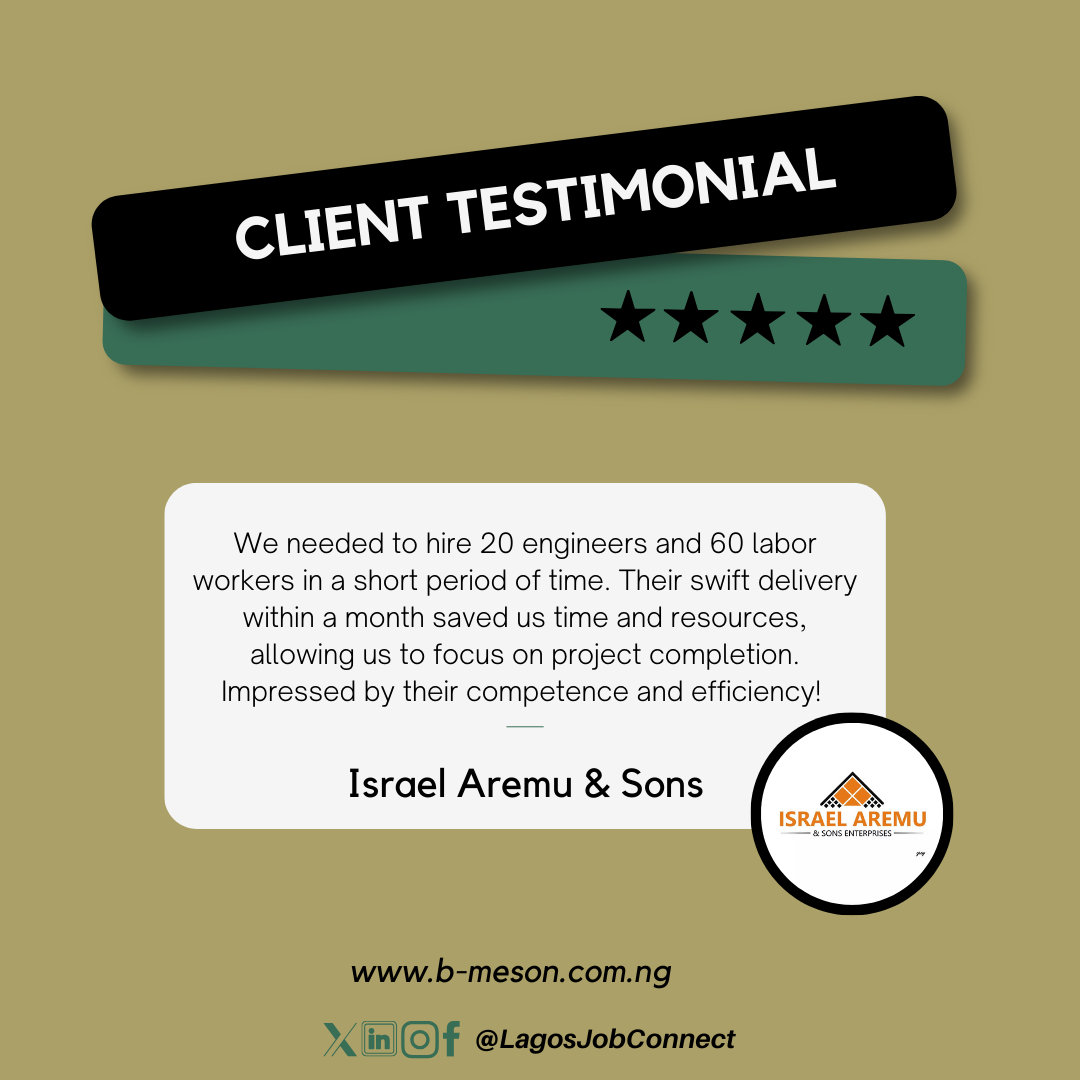 CLIENT TESTIMONIAL
We needed to hire 20 engineers and 60 labor
workers in a short period of time. Their swift delivery
within a month saved us time and resources,
allowing us to focus on project completion.
Impressed by their competence and efficiency!
Israel Aremu & Sons
ISRAEL AREMU
& SONS ENTERPRISES
www.b-meson.com.ng
@LagosJobConnect